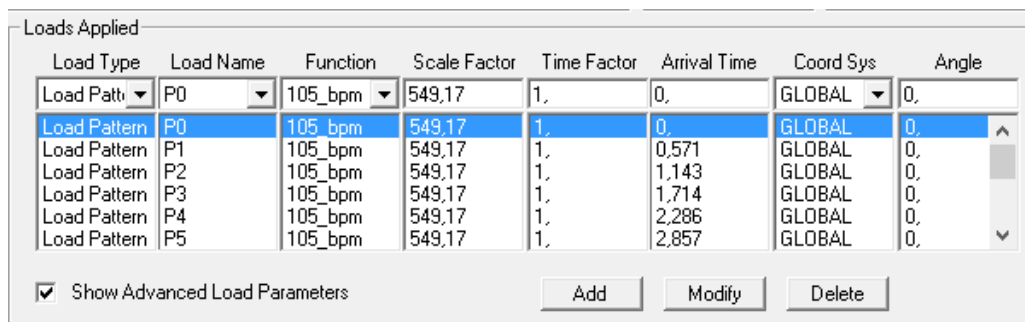 Loads Applied
Load Type Load Name Function Scale Factor Time Factor Arrival Time Coord Sys Angle
Load Patt P0 105_bpm 549,17 1, 0, GLOBAL 0,
Load Pattern P0 105_bpm 549,17 1, 0, GLOBAL 0,
Load Pattern P1 105_bpm 549,17 1, 0,571 GLOBAL 0,
Load Pattern P2 105_bpm 549,17 1, 1,143 GLOBAL 0,
Load Pattern P3 105_bpm 549,17 1, 1,714 GLOBAL 0,
Load Pattern P4 105_bpm 549,17 1, 2,286 GLOBAL 0,
Load Pattern P5 105_bpm 549,17 1, 2,857 GLOBAL 0,
Show Advanced Load Parameters Add Modify Delete